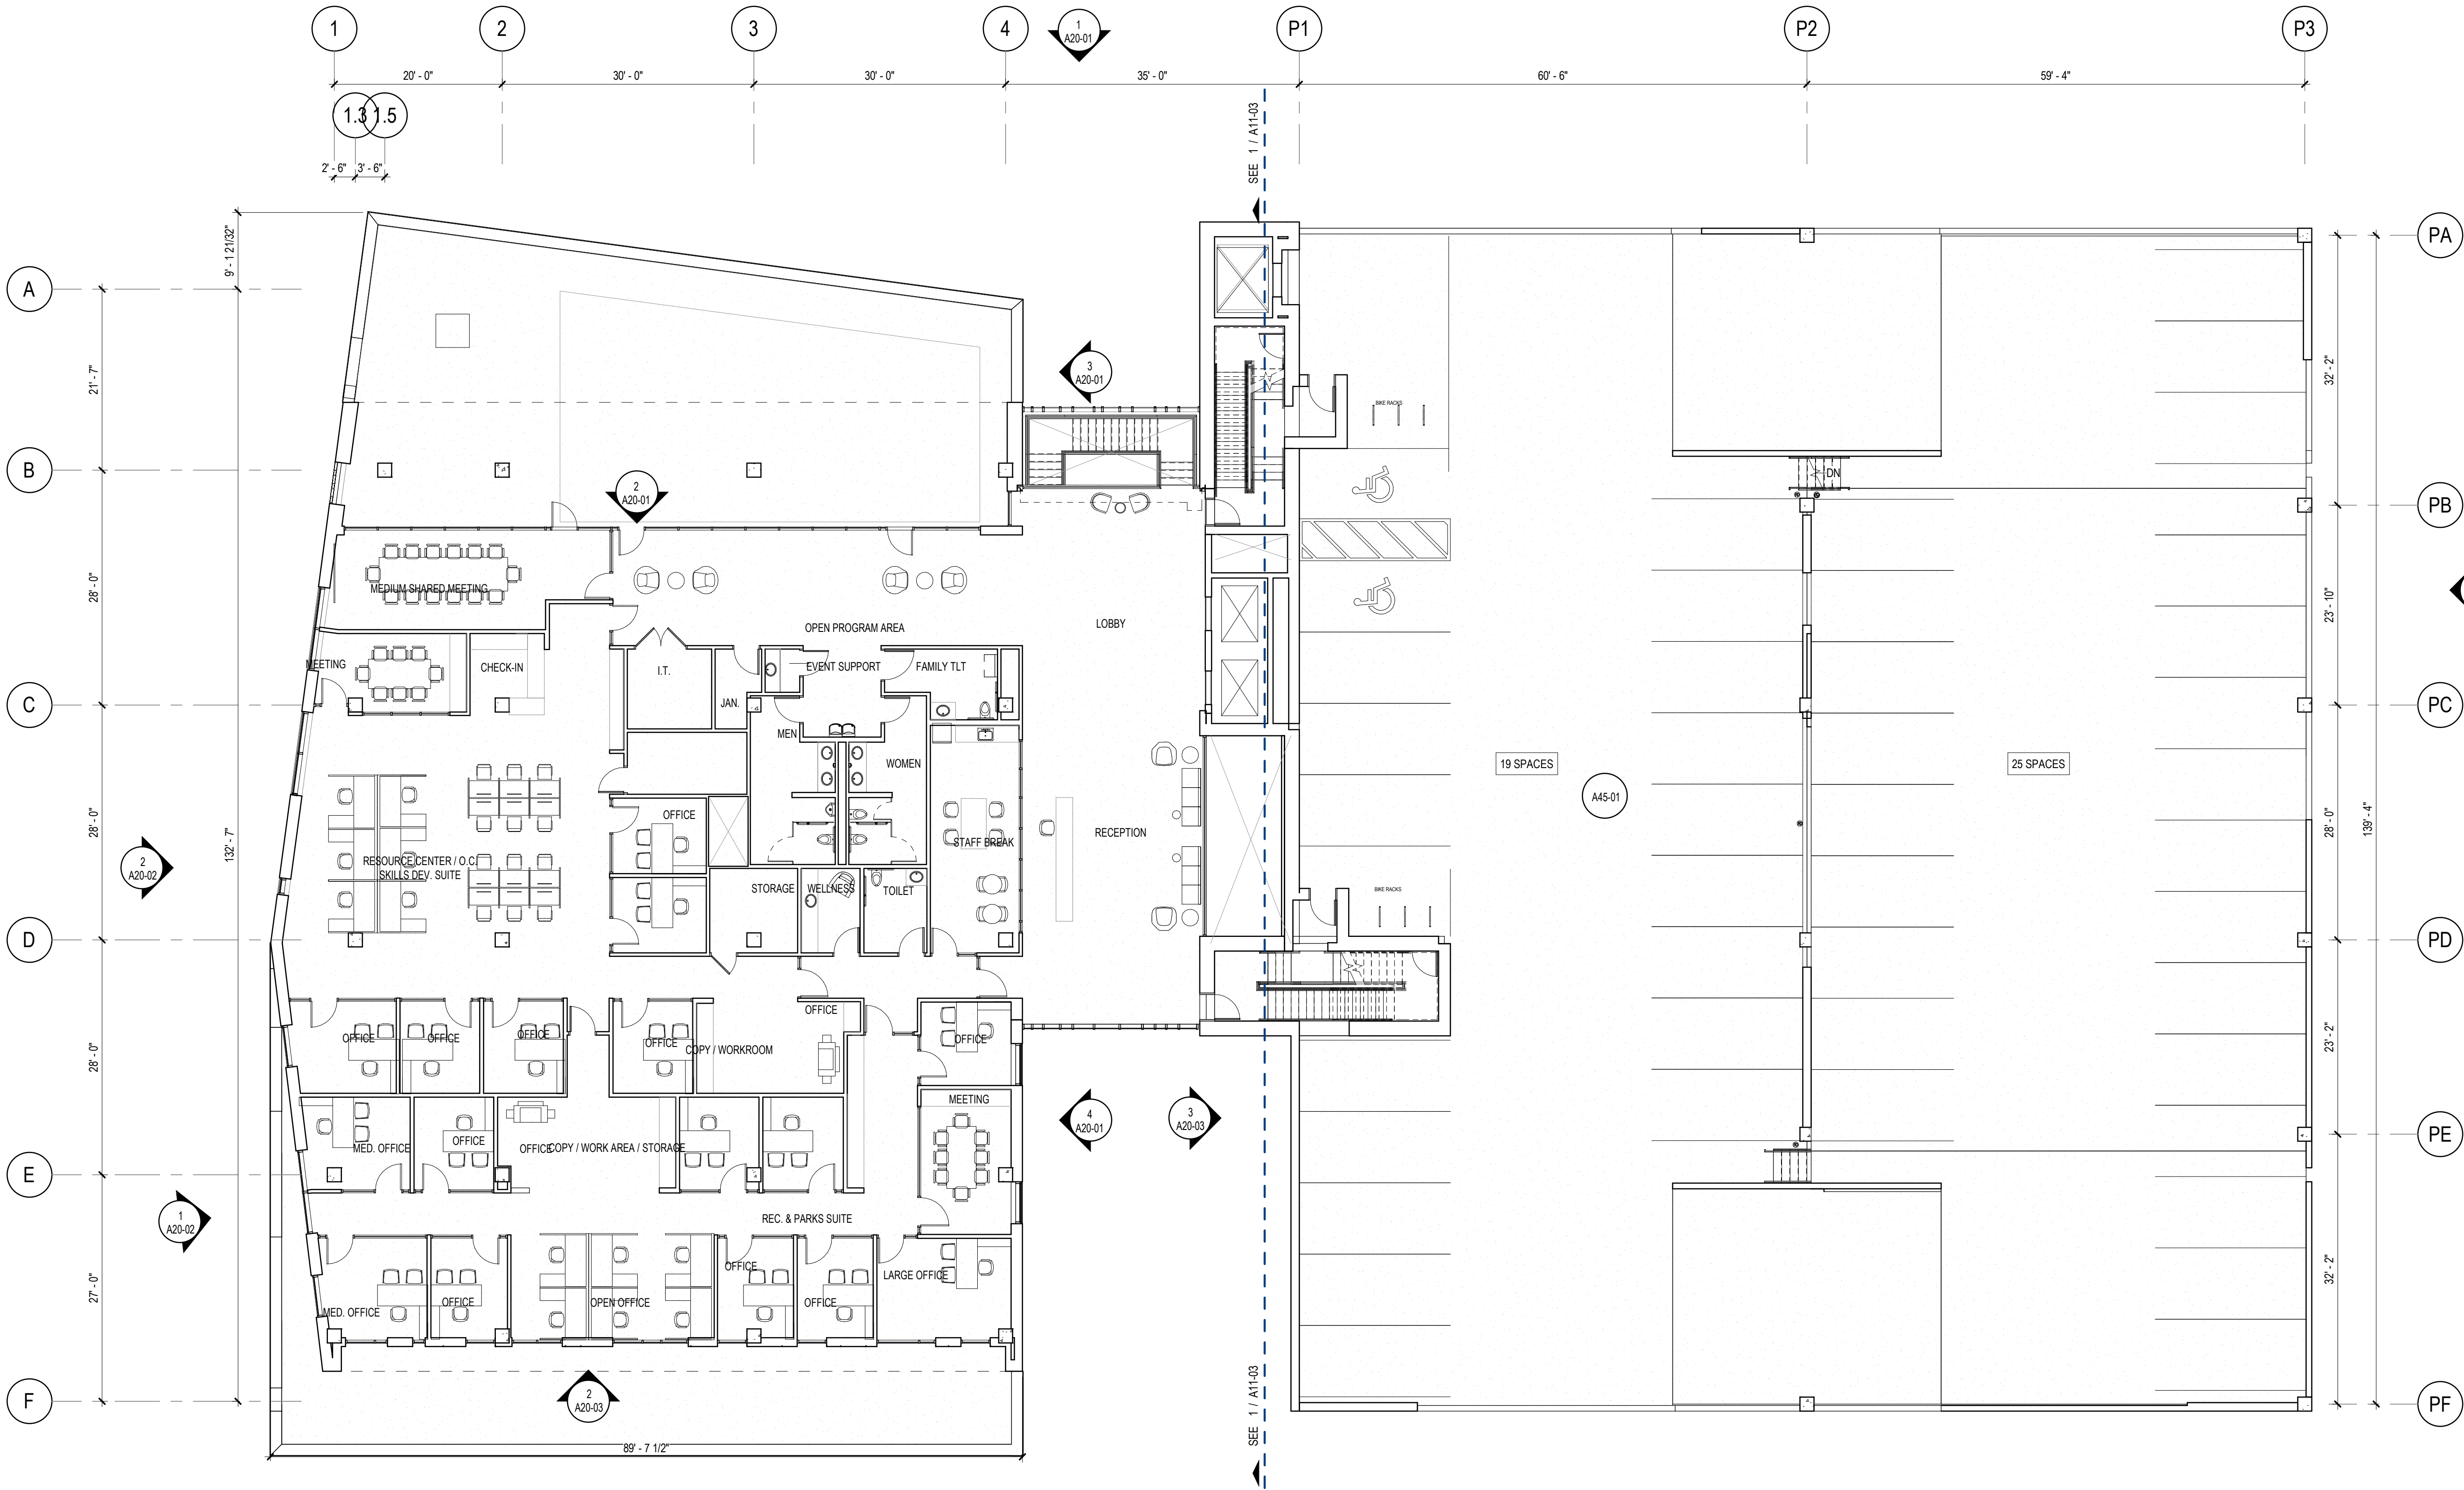 1
2
3
4
1
A20-01
P1
P2
P3
20' - 0"
30' - 0"
30' - 0"
35' - 0"
60' - 6"
59' - 4"
1.3
1.5
2' - 6"
3' - 6"
SEE 1 / A11-03
9' - 1 21/32"
PA
A
21' - 7"
3
A20-01
32' - 2"
BIKE RACKS
B
DN
2
A20-01
PB
28' - 0"
MEDIUM SHARED MEETING
23' - 10"
OPEN PROGRAM AREA
LOBBY
MEETING
CHECK-IN
I.T.
EVENT SUPPORT
FAMILY TLT
C
JAN.
PC
MEN
WOMEN
19 SPACES
25 SPACES
A45-01
OFFICE
28' - 0"
132' - 7"
RECEPTION
28' - 0"
139' - 4"
STAFF BREAK
2
A20-02
RESOURCE CENTER / O.C.
SKILLS DEV. SUITE
STORAGE
WELLNESS
TOILET
BIKE RACKS
D
PD
OFFICE
OFFICE
OFFICE
OFFICE
OFFICE
OFFICE
COPY / WORKROOM
28' - 0"
23' - 2"
MEETING
4
A20-01
3
A20-03
PE
MED. OFFICE
OFFICE
OFFICE
COPY / WORK AREA / STORAGE
E
1
A20-02
REC. & PARKS SUITE
OFFICE
LARGE OFFICE
27' - 0"
32' - 2"
MED. OFFICE
OFFICE
OPEN OFFICE
OFFICE
F
2
A20-03
SEE 1 / A11-03
PF
89' - 7 1/2"